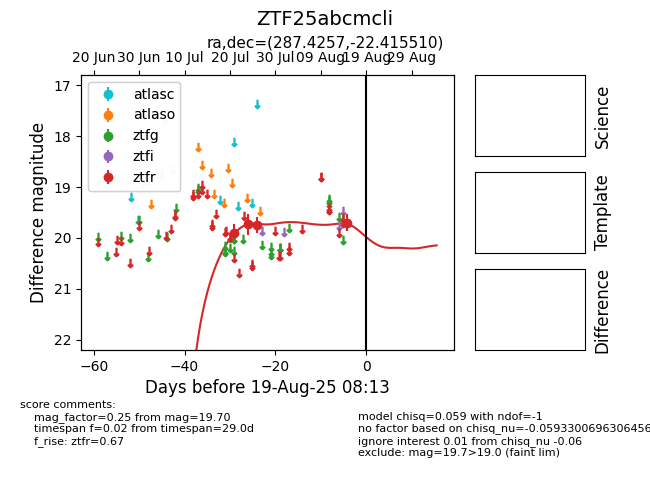 ZTF25abcmcli
ra,dec=(287.4257,-22.415510)
20 Jun 30 Jun 10 Jul 20 Jul 30 Jul 09 Aug 19 Aug 29 Aug
17
18
19
20
21
22
Difference magnitude
atlasc
atlaso
ztfg
ztfi
ztfr
−60 −40 −20 0
Days before 19-Aug-25 08:13
Science
Template
Difference
score comments:
mag_factor=0.25 from mag=19.70
timespan f=0.02 from timespan=29.0d
f_rise: ztfr=0.67
model chisq=0.059 with ndof=-1
no factor based on chisq_nu=-0.0593300696306456
ignore interest 0.01 from chisq_nu -0.06
exclude: mag=19.7>19.0 (faint lim)